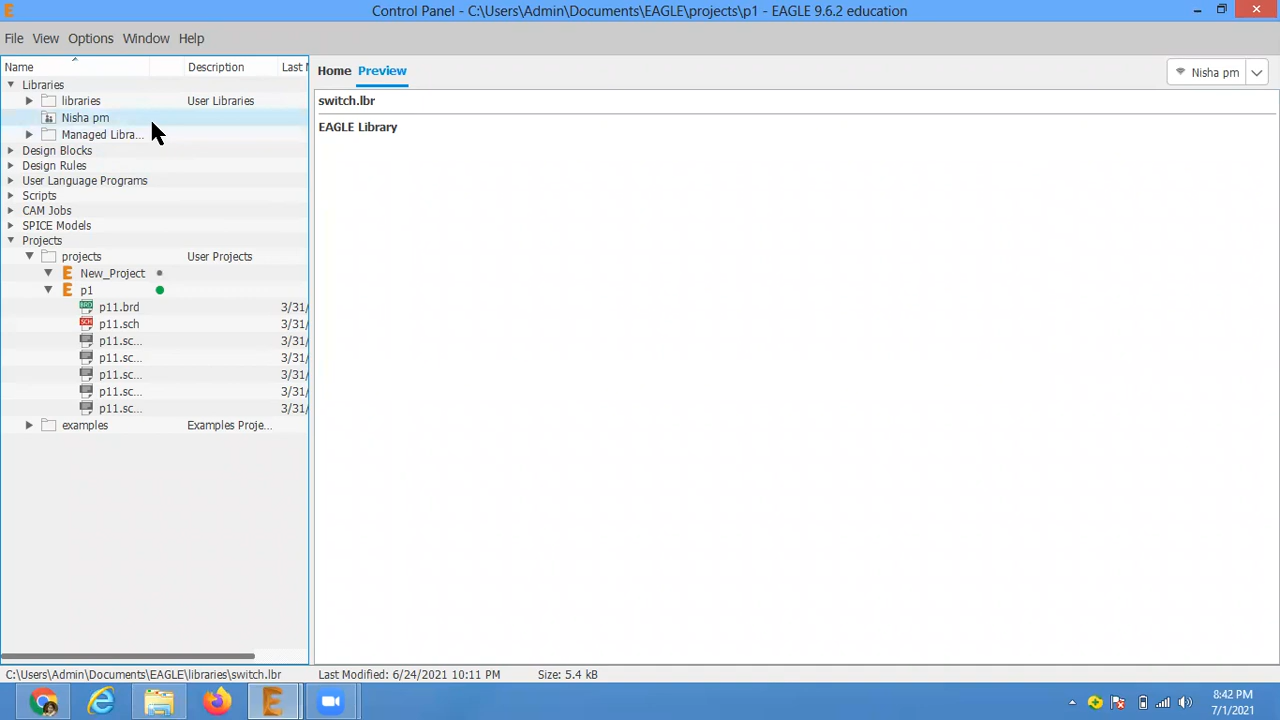 Control Panel - C:\Users\Admin\Documents\EAGLE\projects\p1 - EAGLE 9.6.2 education
File View Options Window Help
Name Description Last M
Home Preview
Nisha pm
Libraries
libraries User Libraries
Nisha pm
Managed Libra...
Design Blocks
Design Rules
User Language Programs
Scripts
CAM Jobs
SPICE Models
Projects
projects User Projects
New_Project
p1
p11.brd 3/31/
p11.sch 3/31/
p11.sc... 3/31/
p11.sc... 3/31/
p11.sc... 3/31/
p11.sc... 3/31/
p11.sc... 3/31/
examples Examples Proje...
switch.lbr
EAGLE Library
C:\Users\Admin\Documents\EAGLE\libraries\switch.lbr Last Modified: 6/24/2021 10:11 PM Size: 5.4 kB
8:42 PM
7/1/2021